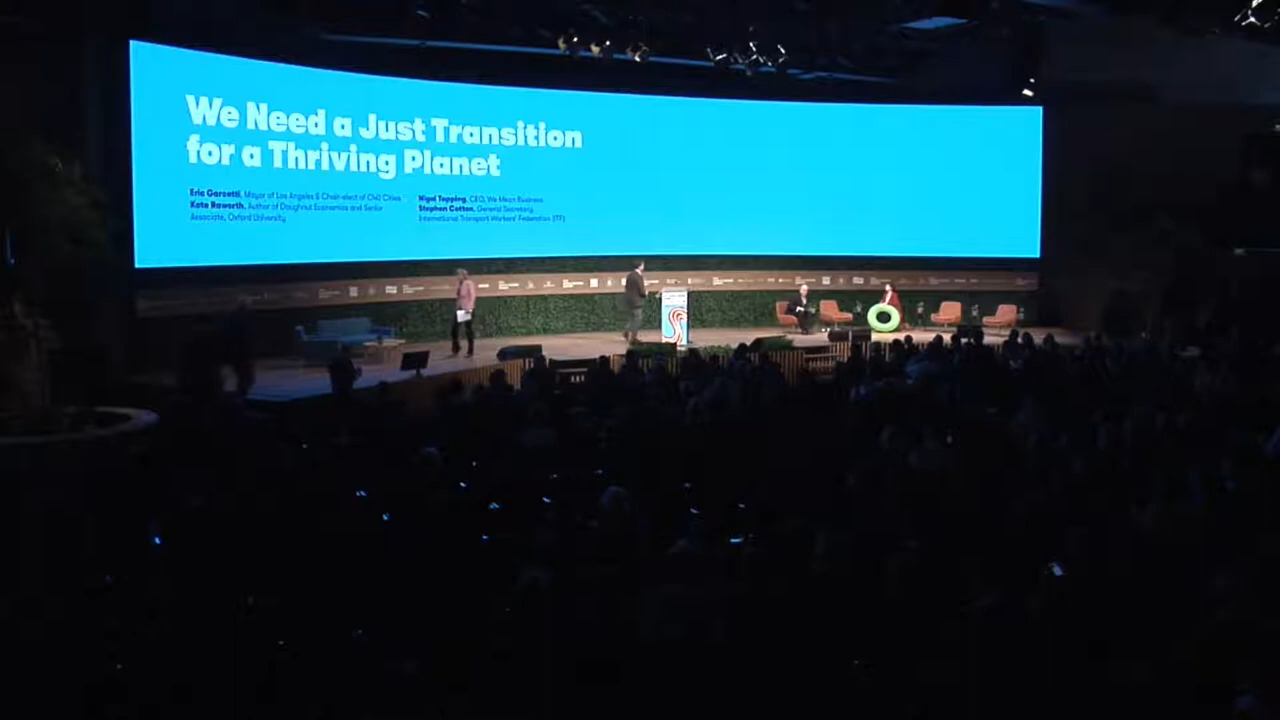 We Need a Just Transition
for a Thriving Planet
Eric Garcetti, Mayor of Los Angeles & Chair-elect of C40 Cities
Kate Raworth, Author of Doughnut Economics and Senior
Associate, Oxford University
Nigel Topping, CEO, We Mean Business
Stephen Cotton, General Secretary
International Transport Workers' Federation (ITF)